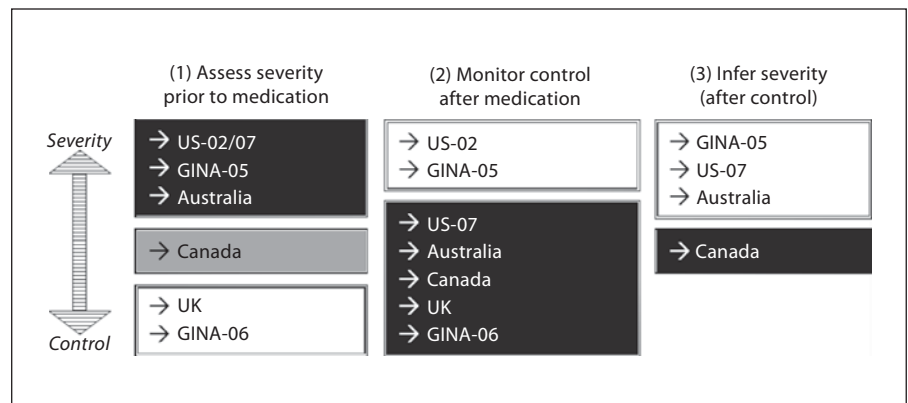 (1) Assess severity
prior to medication
(2) Monitor control
after medication
(3) Infer severity
(after control)
Severity
Control
→ US-02/07
→ GINA-05
→ Australia
→ Canada
→ UK
→ GINA-06
→ US-02
→ GINA-05
→ US-07
→ Australia
→ Canada
→ UK
→ GINA-06
→ GINA-05
→ US-07
→ Australia
→ Canada